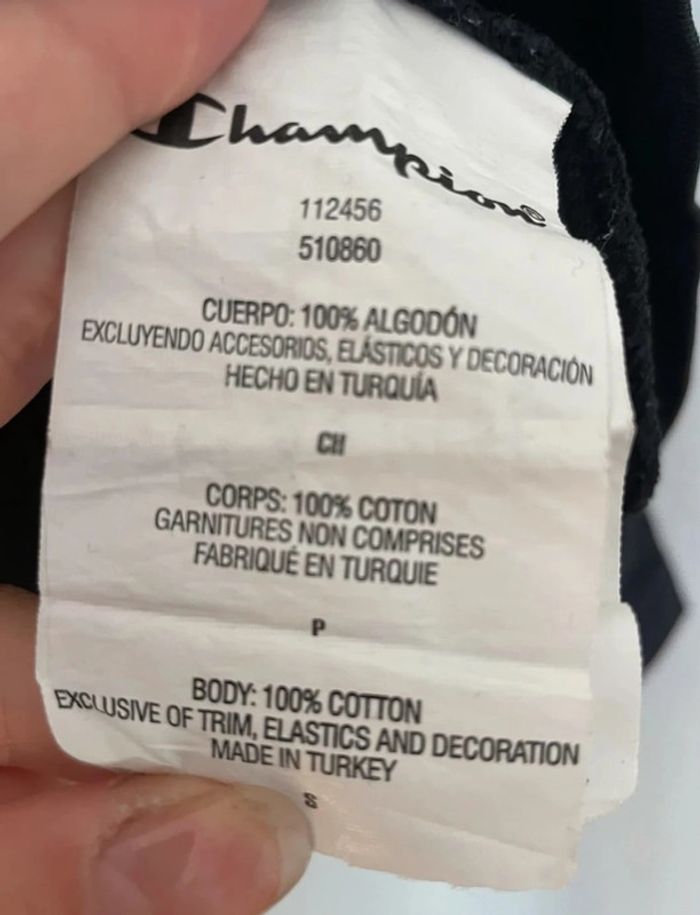 Champion®
112456
510860
CUERPO: 100% ALGODÓN
EXCLUYENDO ACCESORIOS, ELÁSTICOS Y DECORACIÓN
HECHO EN TURQUÍA
CH
CORPS: 100% COTON
GARNITURES NON COMPRISES
FABRIQUÉ EN TURQUIE
P
BODY: 100% COTTON
EXCLUSIVE OF TRIM, ELASTICS AND DECORATION
MADE IN TURKEY
S